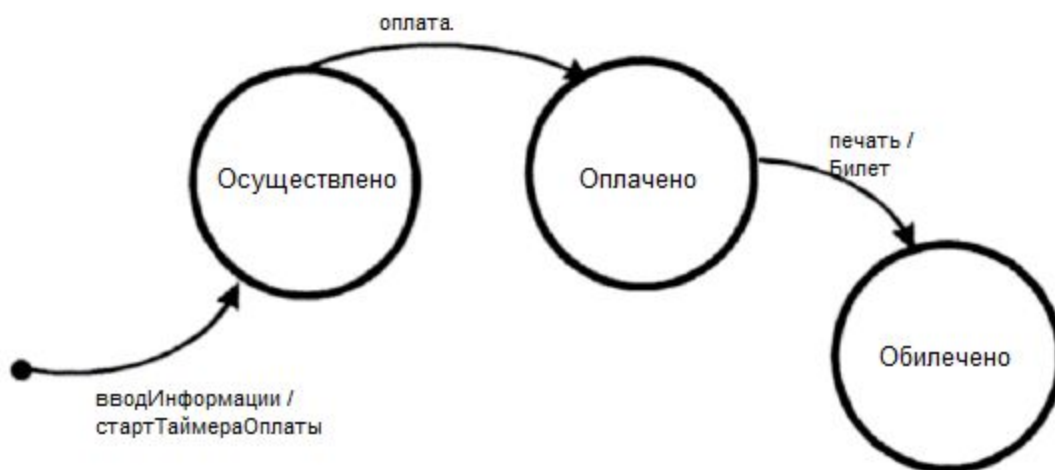 оплата.
Осуществлено
Оплачено
печать /
Билет
Обилечено
вводИнформации /
стартТаймераОплаты